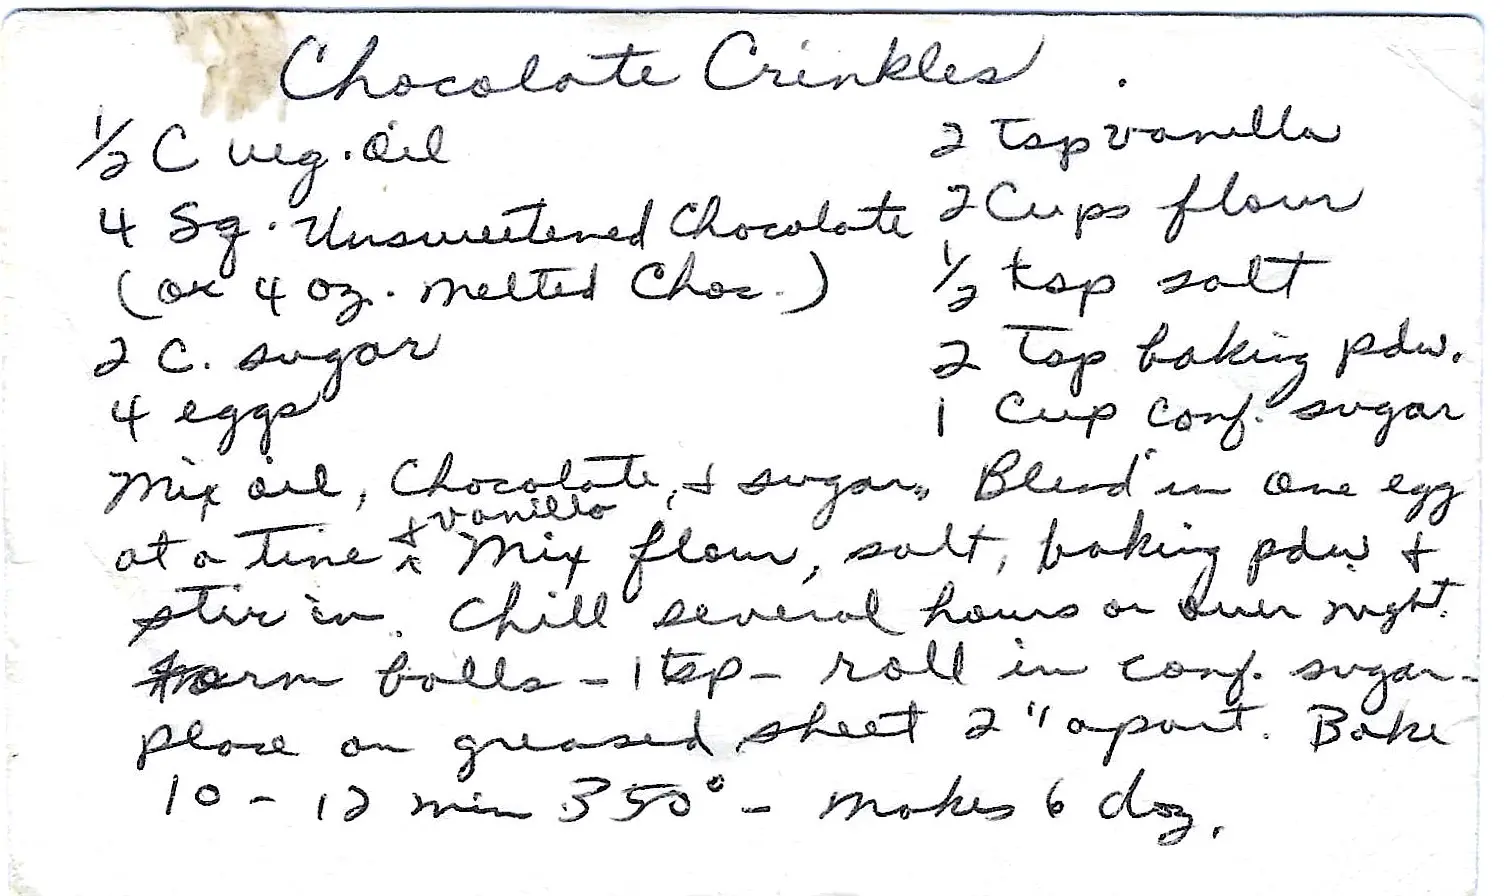 Chocolate Crinkles
½ C veg. oil
4 Sq. Unsweetened Chocolate
(or 4 oz. melted Choc.)
2 C. sugar
4 eggs
2 Tsp vanilla
2 Cups flour
½ tsp salt
2 Tsp baking pdw.
1 Cup Conf. sugar
Mix oil, Chocolate, & sugar. Blend in one egg
& vanilla
at a time ^ Mix flour, salt, baking pdw &
stir in. Chill several hours or over night.
Form balls - 1 tsp - roll in conf. sugar -
place on greased sheet 2" apart. Bake
10 - 12 min 350° - makes 6 doz.